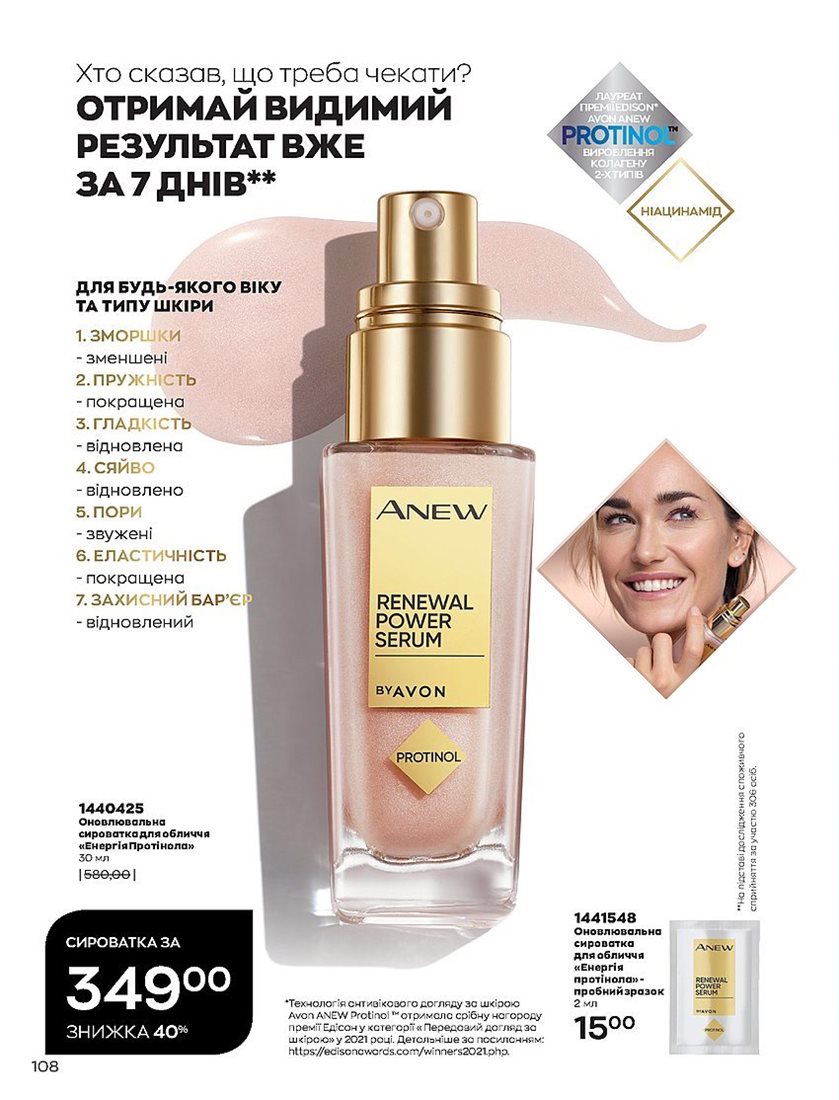 Хто сказав, що треба чекати?
ОТРИМАЙ ВИДИМИЙ
РЕЗУЛЬТАТ ВЖЕ
ЗА 7 ДНІВ**
ЛАУРЕАТ
ПРЕМІЇ EDISON*
AVON ANEW
PROTINOL™
ВИРОБЛЕННЯ
КОЛАГЕНУ
2-Х ТИПІВ
НІАЦИНАМІД
ДЛЯ БУДЬ-ЯКОГО ВІКУ
ТА ТИПУ ШКІРИ
1. ЗМОРШКИ
- зменшені
2. ПРУЖНІСТЬ
- покращена
3. ГЛАДКІСТЬ
- відновлена
4. СЯЙВО
- відновлено
5. ПОРИ
- звужені
6. ЕЛАСТИЧНІСТЬ
- покращена
7. ЗАХИСНИЙ БАР'ЄР
- відновлений
ANEW
RENEWAL
POWER
SERUM
BY AVON
PROTINOL
1440425
Оновлювальна
сироватка для обличчя
«Енергія Протінола»
30 мл
|580,00|
СИРОВАТКА ЗА
349⁰⁰
ЗНИЖКА 40%
*Технологія антивікового догляду за шкірою
Avon ANEW Protinol ™ отримала срібну нагороду
премії Едісон у категорії «Передовий догляд за
шкірою» у 2021 році. Детальніше за посиланням:
https://edisonawards.com/winners2021.php.
**На підставі дослідження споживчого
сприйняття за участю 306 осіб.
1441548
Оновлювальна
сироватка
для обличчя
«Енергія
протінола» -
пробний зразок
2 мл
15⁰⁰
ANEW
RENEWAL
POWER
SERUM
PROTINOL
108